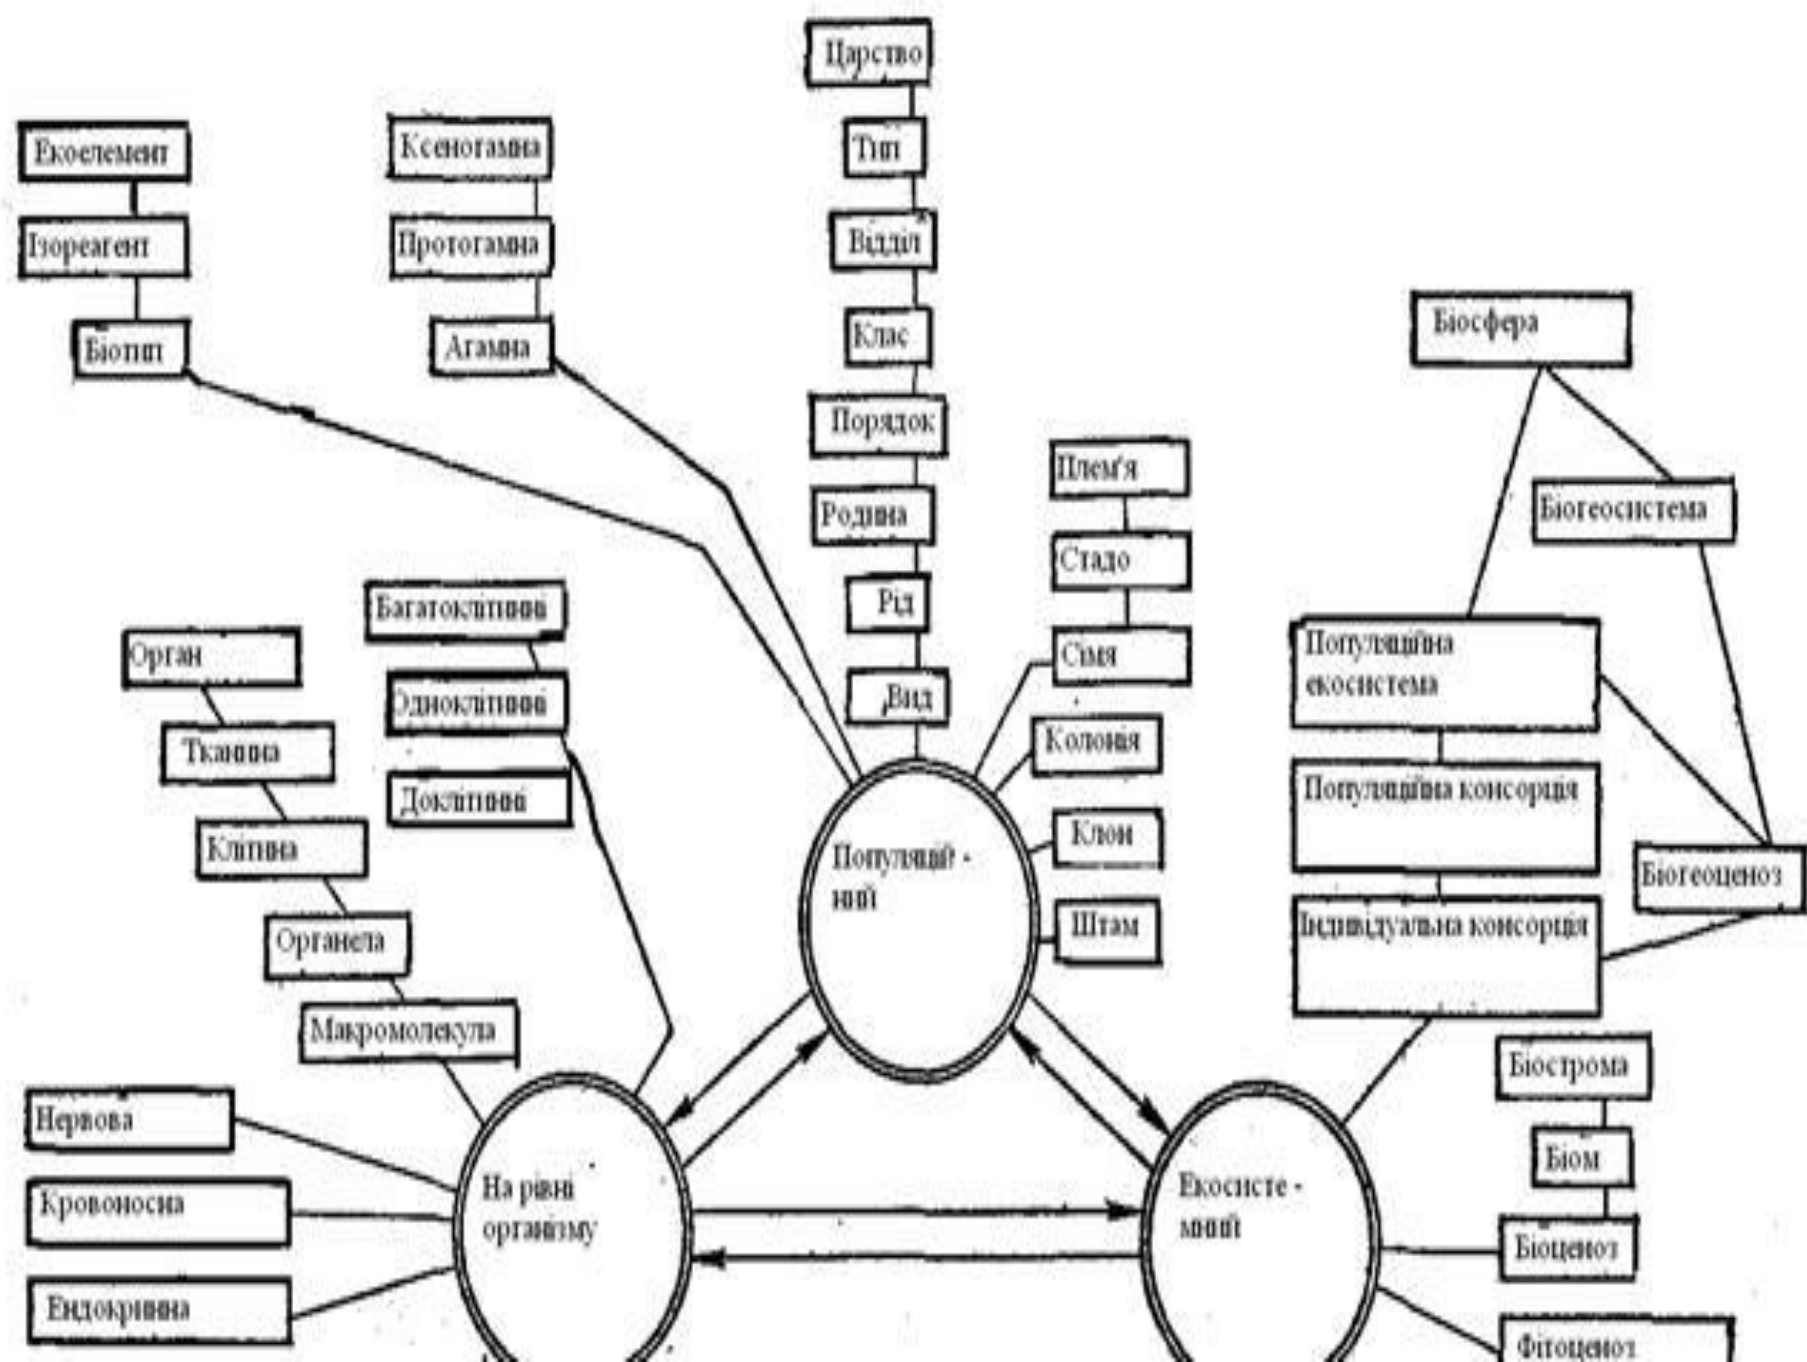 Царство
Екоелемент
Ксеногамна
Тип
Ізореагент
Протогамна
Відділ
Біотип
Агамна
Клас
Біосфера
Порядок
Плем'я
Біогеосистема
Родина
Стадо
Багатоклітинні
Рід
Сімя
Популяційна
екосистема
Орган
Одноклітинні
Вид
Колонія
Тканина
Доклітинні
Популяційна консорція
Клітина
Клон
Популяцій -
ний
Біогеоценоз
Органела
Штам
Індивідуальна консорція
Макромолекула
Біострома
Нервова
Біом
На рівні
організму
Екосисте -
мний
Кровоносна
Біоценоз
Ендокринна
Фітоценоз